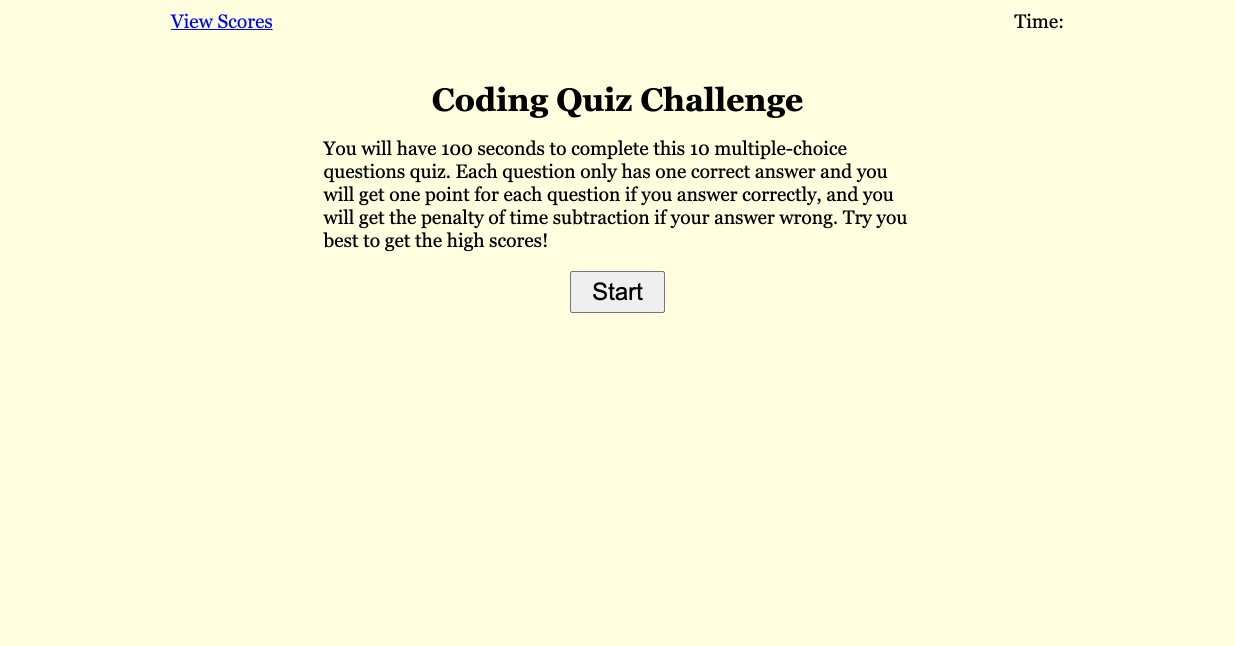 View Scores
Time:
Coding Quiz Challenge
You will have 100 seconds to complete this 10 multiple-choice
questions quiz. Each question only has one correct answer and you
will get one point for each question if you answer correctly, and you
will get the penalty of time subtraction if your answer wrong. Try you
best to get the high scores!
Start